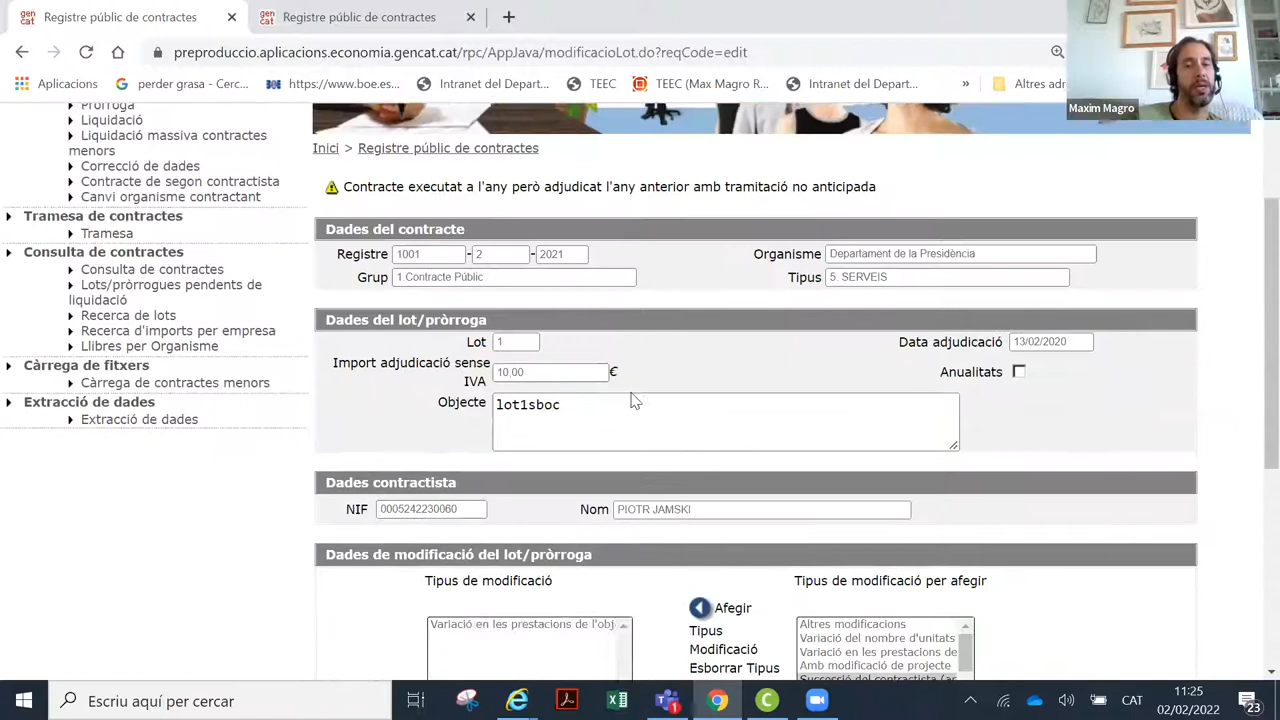 gen cat
Registre públic de contractes
gen cat
Registre públic de contractes
preproduccio.aplicacions.economia.gencat.cat/rpc/AppJava/modificacioLot.do?reqCode=edit
Aplicacions
perder grasa - Cerc...
https://www.boe.es...
Intranet del Depart...
TEEC
TEEC (Max Magro R...
Intranet del Depart...
»
Altres adr
Maxim Magro
Pròrroga
Liquidació
Liquidació massiva contractes
menors
Correcció de dades
Contracte de segon contractista
Canvi organisme contractant
Tramesa de contractes
Tramesa
Consulta de contractes
Consulta de contractes
Lots/pròrrogues pendents de
liquidació
Recerca de lots
Recerca d'imports per empresa
Llibres per Organisme
Càrrega de fitxers
Càrrega de contractes menors
Extracció de dades
Extracció de dades
Inici > Registre públic de contractes
Contracte executat a l'any però adjudicat l'any anterior amb tramitació no anticipada
Dades del contracte
Registre 1001 - 2 - 2021
Organisme Departament de la Presidència
Grup 1.Contracte Públic
Tipus 5. SERVEIS
Dades del lot/pròrroga
Lot 1
Data adjudicació 13/02/2020
Import adjudicació sense
IVA 10,00 €
Anualitats
Objecte lot1sboc
Dades contractista
NIF 0005242230060
Nom PIOTR JAMSKI
Dades de modificació del lot/pròrroga
Tipus de modificació
Tipus de modificació per afegir
Variació en les prestacions de l'obj
Afegir
Tipus
Modificació
Esborrar Tipus
Altres modificacions
Variació del nombre d'unitats
Variació en les prestacions de
Amb modificació de projecte
Successió del contractista (ar
Escriu aquí per cercar
CAT
11:25
02/02/2022
23